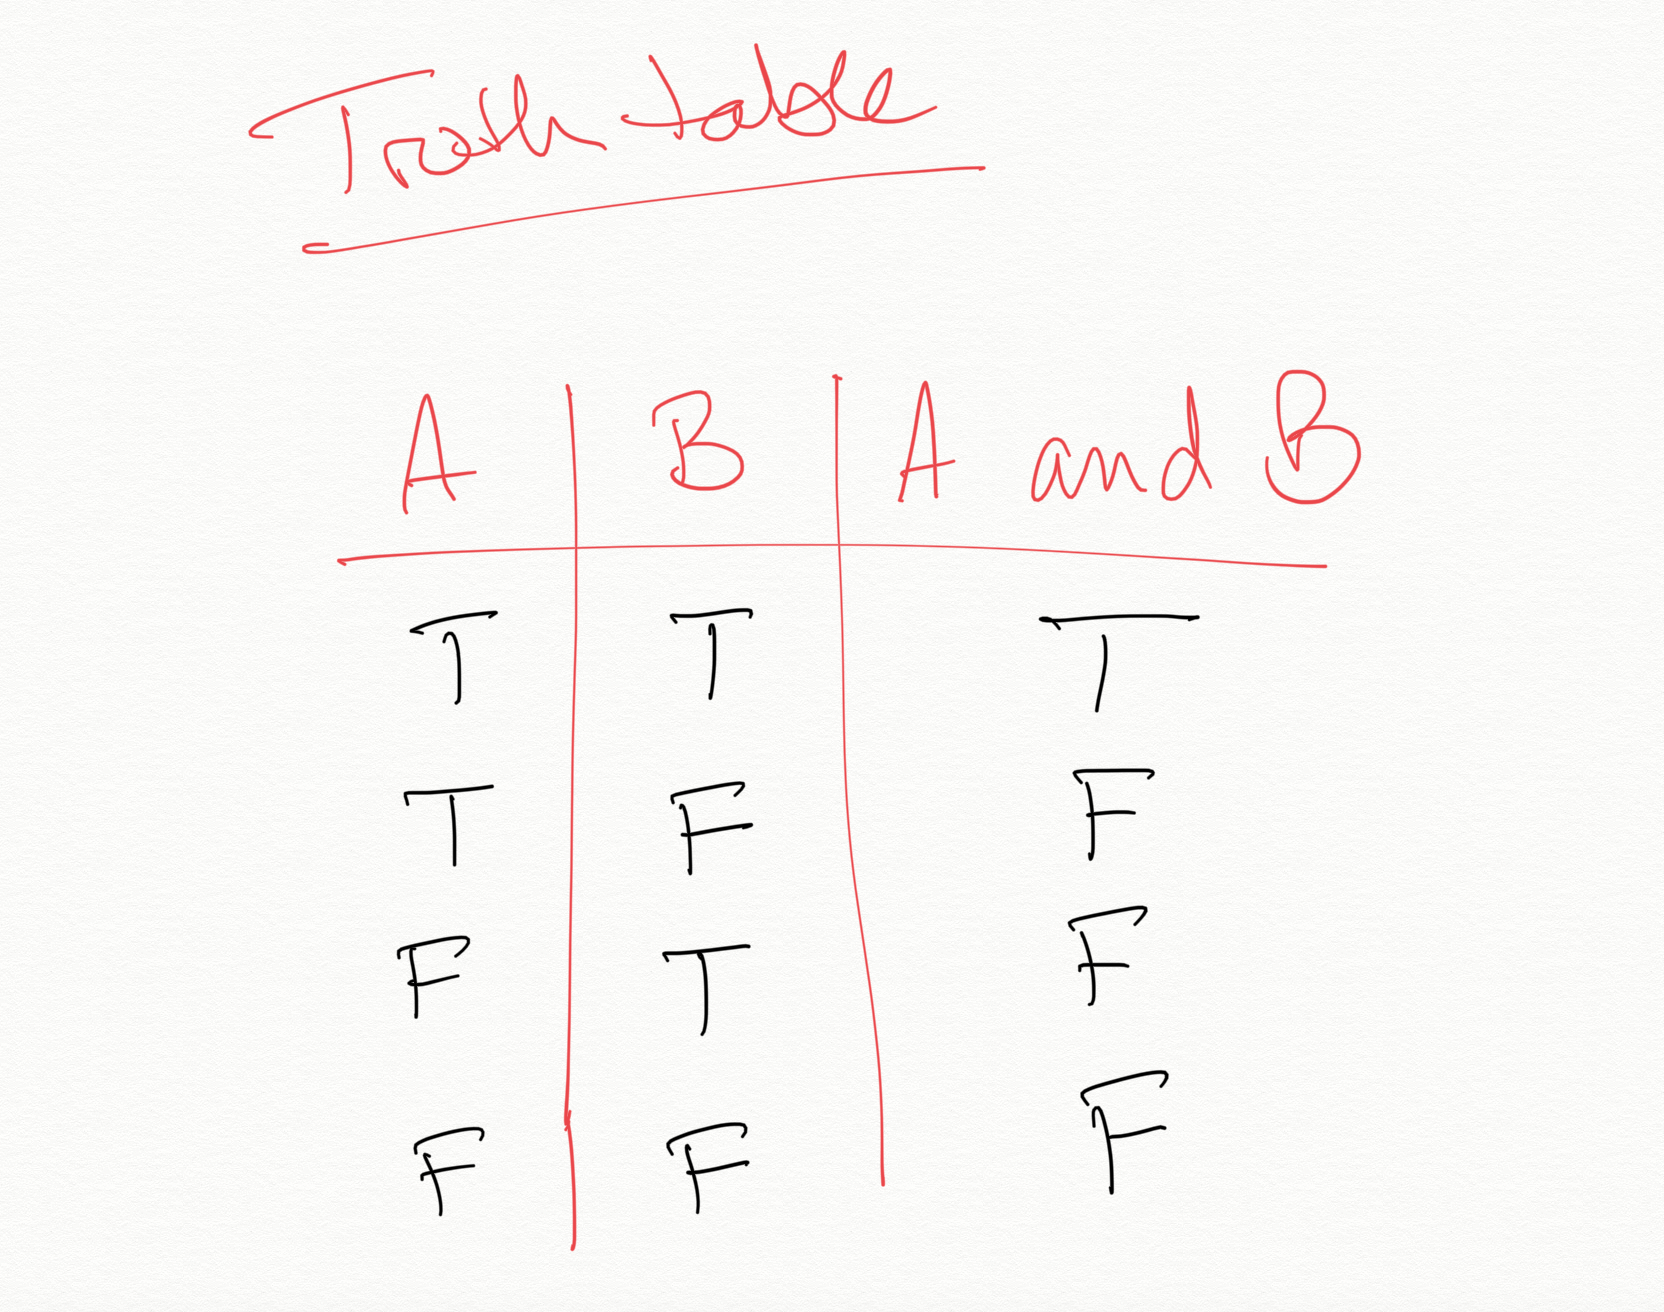 Truth table
A B A and B
T T T
T F F
F T F
F F F